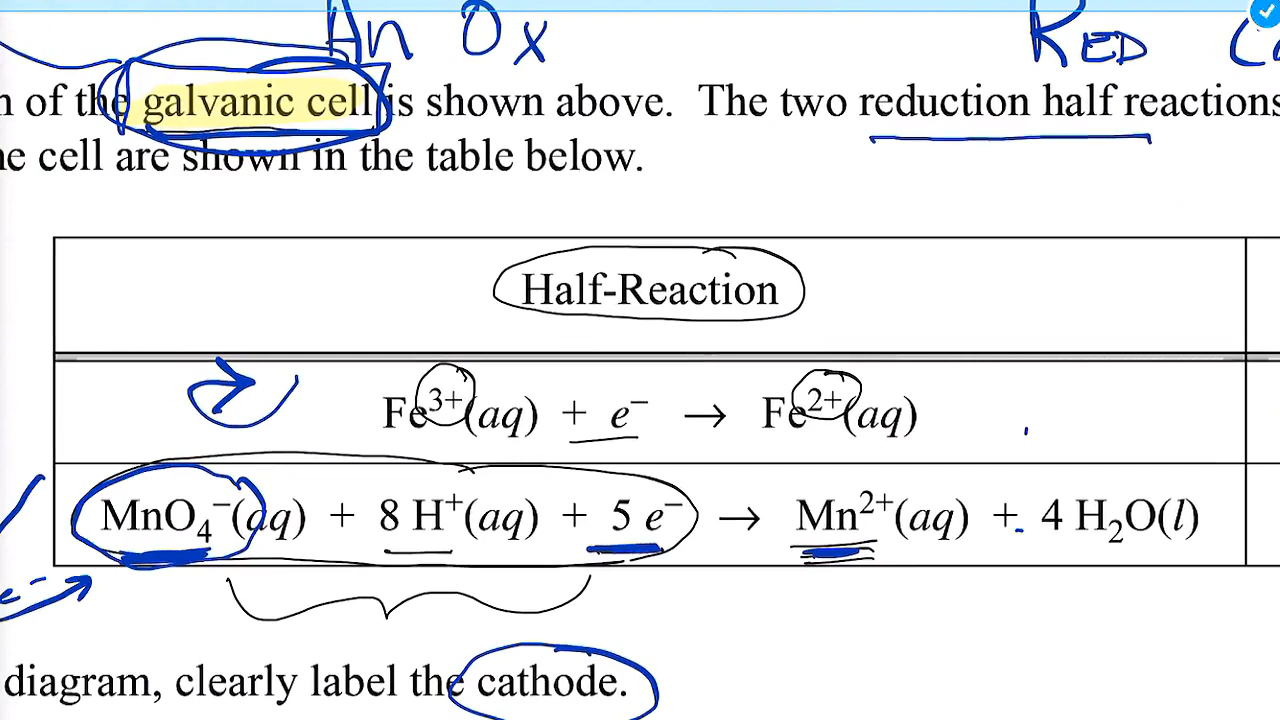 An Ox RED
n of the galvanic cell is shown above. The two reduction half reactions
he cell are shown in the table below.
Half-Reaction
Fe³⁺(aq) + e⁻ → Fe²⁺(aq)
MnO₄⁻(aq) + 8 H⁺(aq) + 5 e⁻ → Mn²⁺(aq) + 4 H₂O(l)
e⁻
diagram, clearly label the cathode.